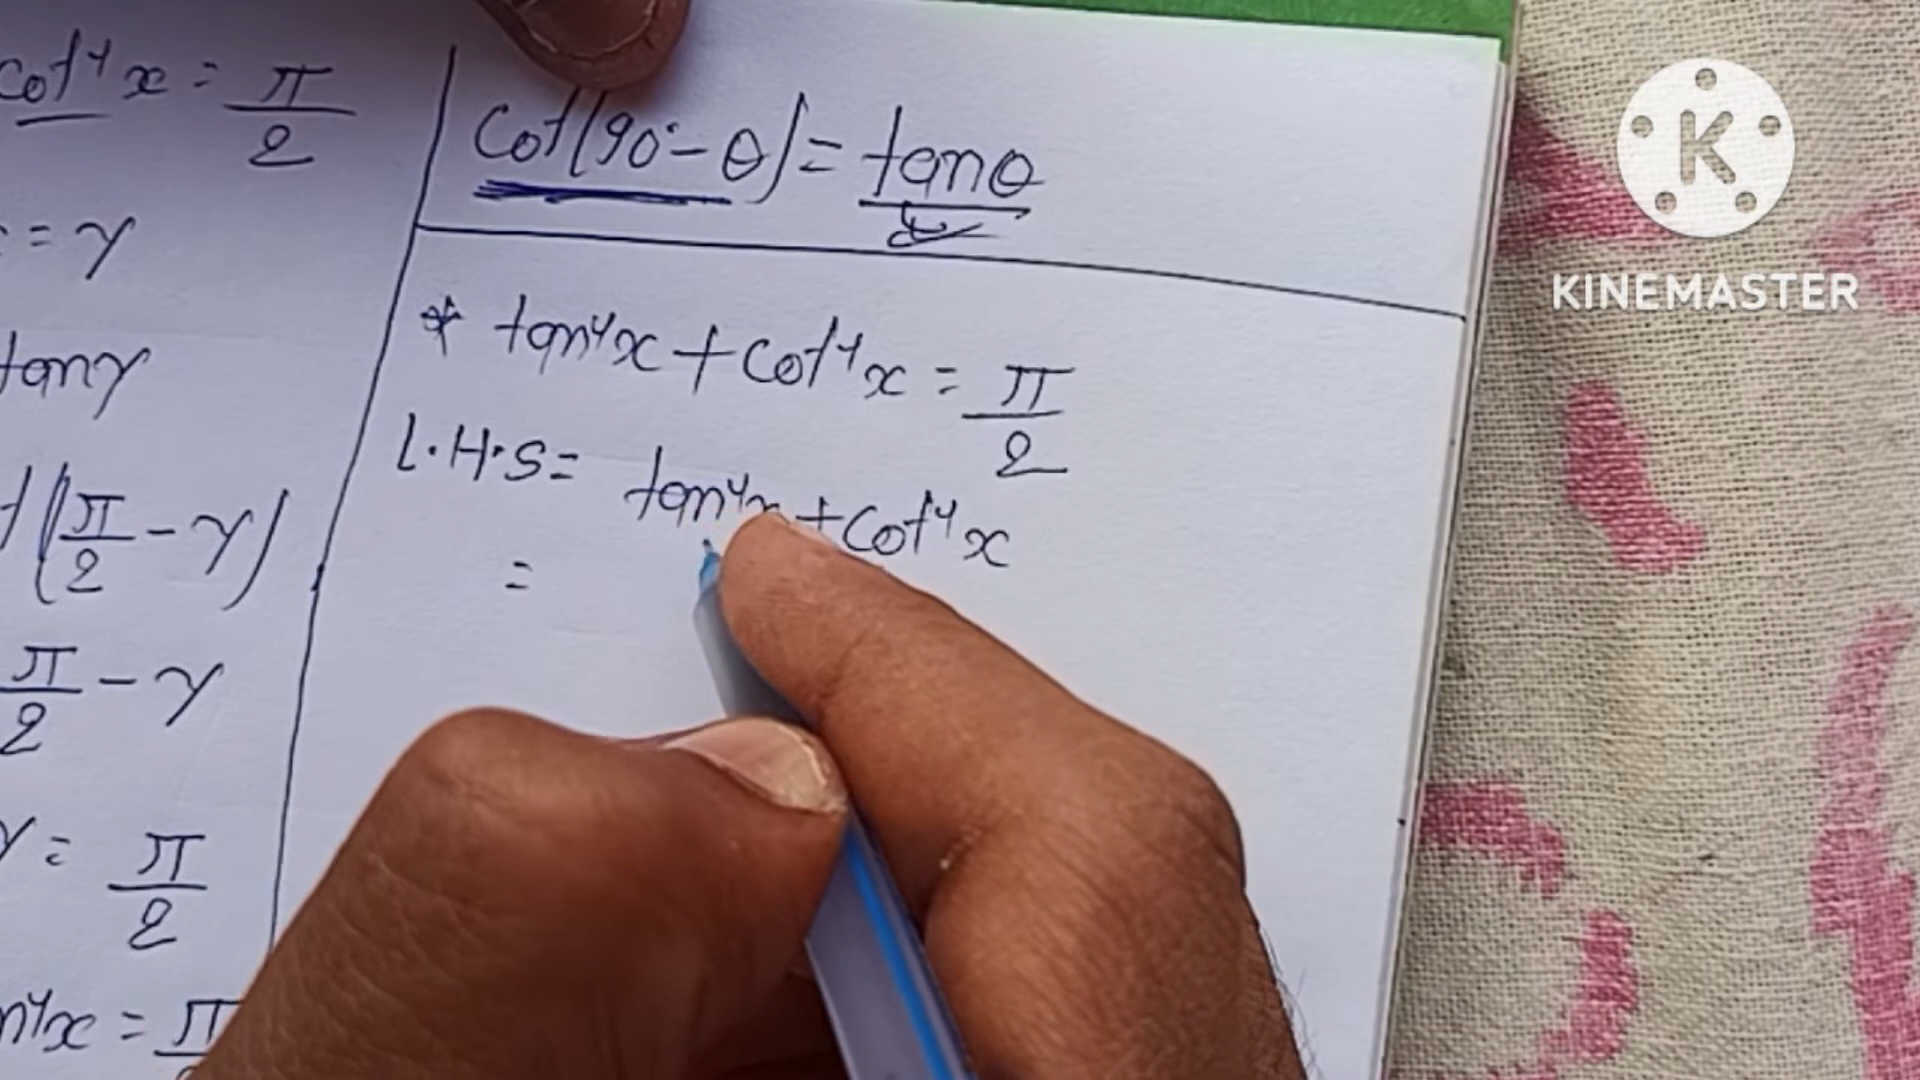 cot⁻¹x = π/2
= y
tany
(π/2 - y)
π/2 - y
y = π/2
n⁻¹x = π
cot(90° - θ) = tanθ
* tan⁻¹x + cot⁻¹x = π/2
L.H.S = tan⁻¹x + cot⁻¹x
=
K
KINEMASTER